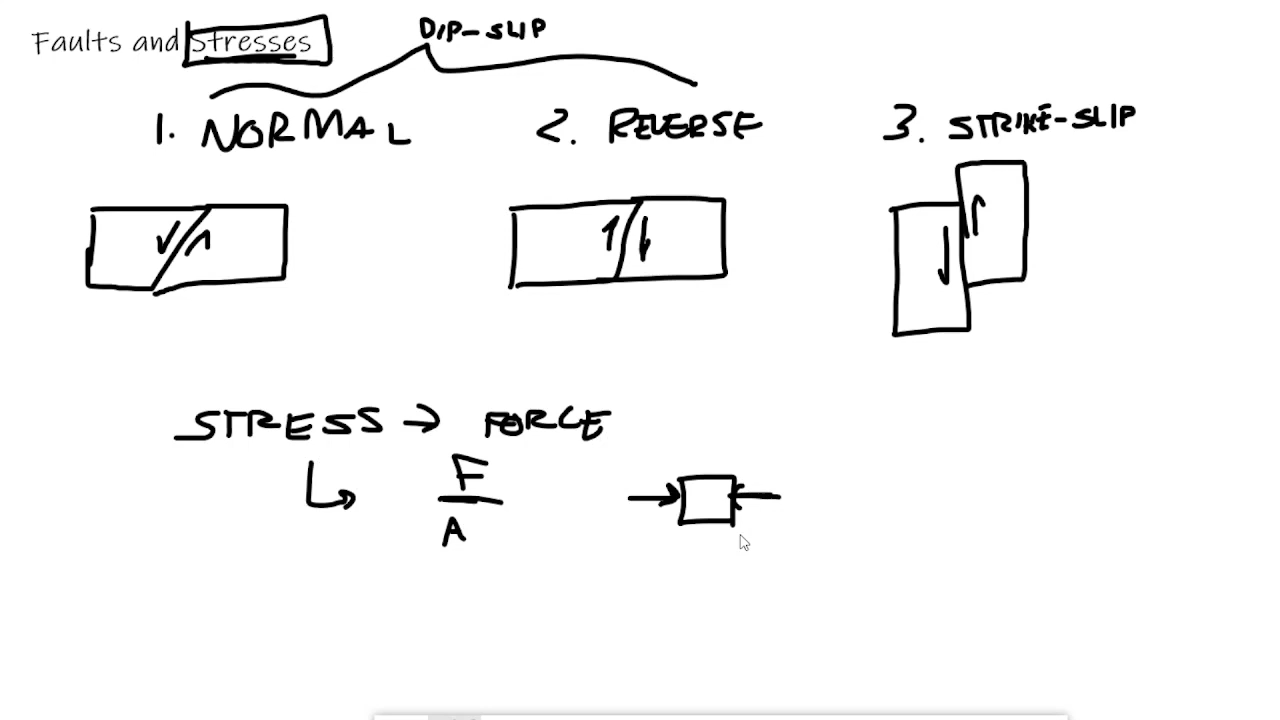 Faults and Stresses
DIP-SLIP
1. NORMAL
2. REVERSE
3. STRIKE-SLIP
STRESS → FORCE
F
A